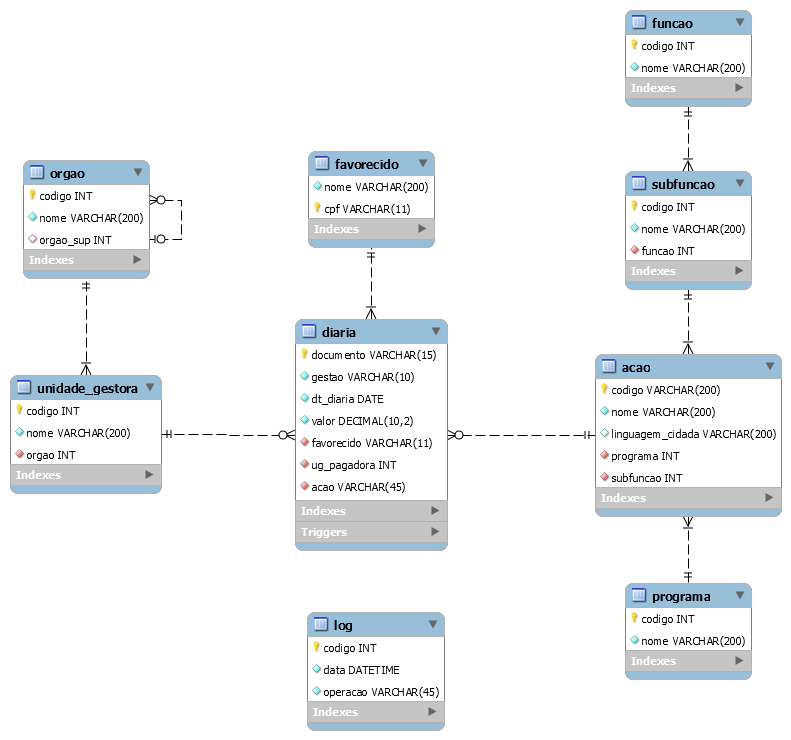 funcao
codigo INT
nome VARCHAR(200)
Indexes
orgao
codigo INT
nome VARCHAR(200)
orgao_sup INT
Indexes
favorecido
nome VARCHAR(200)
cpf VARCHAR(11)
Indexes
subfuncao
codigo INT
nome VARCHAR(200)
funcao INT
Indexes
unidade_gestora
codigo INT
nome VARCHAR(200)
orgao INT
Indexes
diaria
documento VARCHAR(15)
gestao VARCHAR(10)
dt_diaria DATE
valor DECIMAL(10,2)
favorecido VARCHAR(11)
ug_pagadora INT
acao VARCHAR(45)
Indexes
Triggers
acao
codigo VARCHAR(200)
nome VARCHAR(200)
linguagem_cidada VARCHAR(200)
programa INT
subfuncao INT
Indexes
log
codigo INT
data DATETIME
operacao VARCHAR(45)
Indexes
programa
codigo INT
nome VARCHAR(200)
Indexes